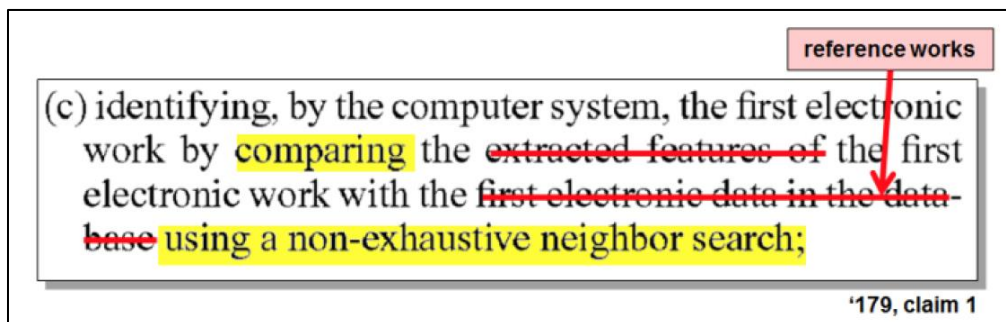 reference works
(c) identifying, by the computer system, the first electronic
work by comparing the extracted features of the first
electronic work with the first electronic data in the data-
base using a non-exhaustive neighbor search;
'179, claim 1